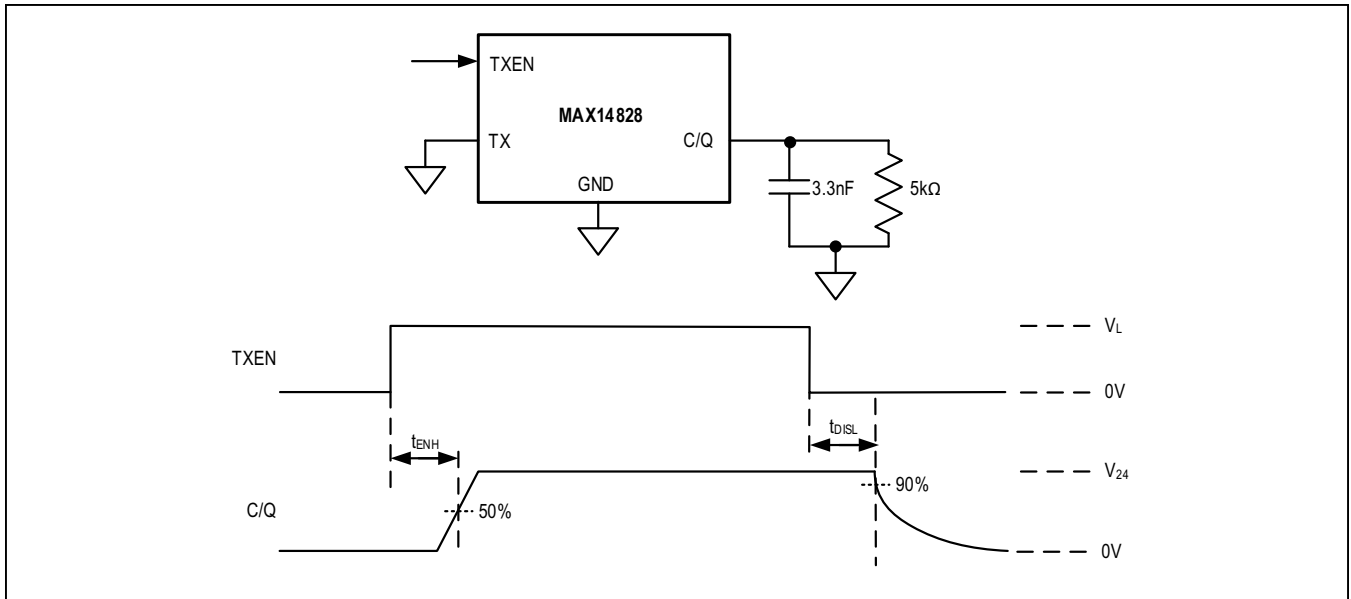 TXEN
MAX14828
TX
C/Q
GND
3.3nF
5kΩ
TXEN
VL
0V
tENH
tDISL
C/Q
50%
90%
V24
0V